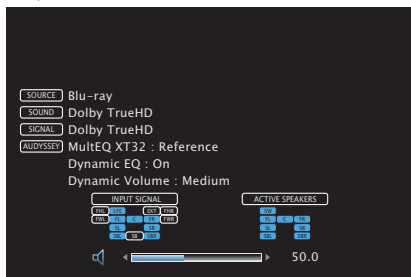 SOURCE Blu-ray
SOUND Dolby TrueHD
SIGNAL Dolby TrueHD
AUDYSSEY MultEQ XT32 : Reference
Dynamic EQ : On
Dynamic Volume : Medium
INPUT SIGNAL ACTIVE SPEAKERS
FHL LFE EXT FHR SW
FWL FL C FR FWR FL C FR
SL SR SL SR
SBL SB SBR SBL SBR
50.0